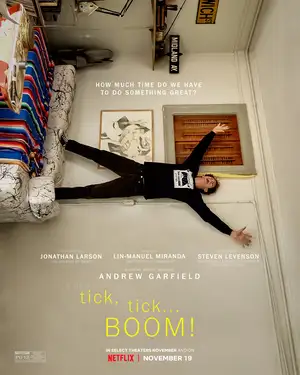 MIDLAND AV
HOW MUCH TIME DO WE HAVE
TO DO SOMETHING GREAT?
JONATHAN LARSON LIN-MANUEL MIRANDA STEVEN LEVENSON
ANDREW GARFIELD
tick,
tick...
BOOM!
IN SELECT THEATERS NOVEMBER
NETFLIX | NOVEMBER 19